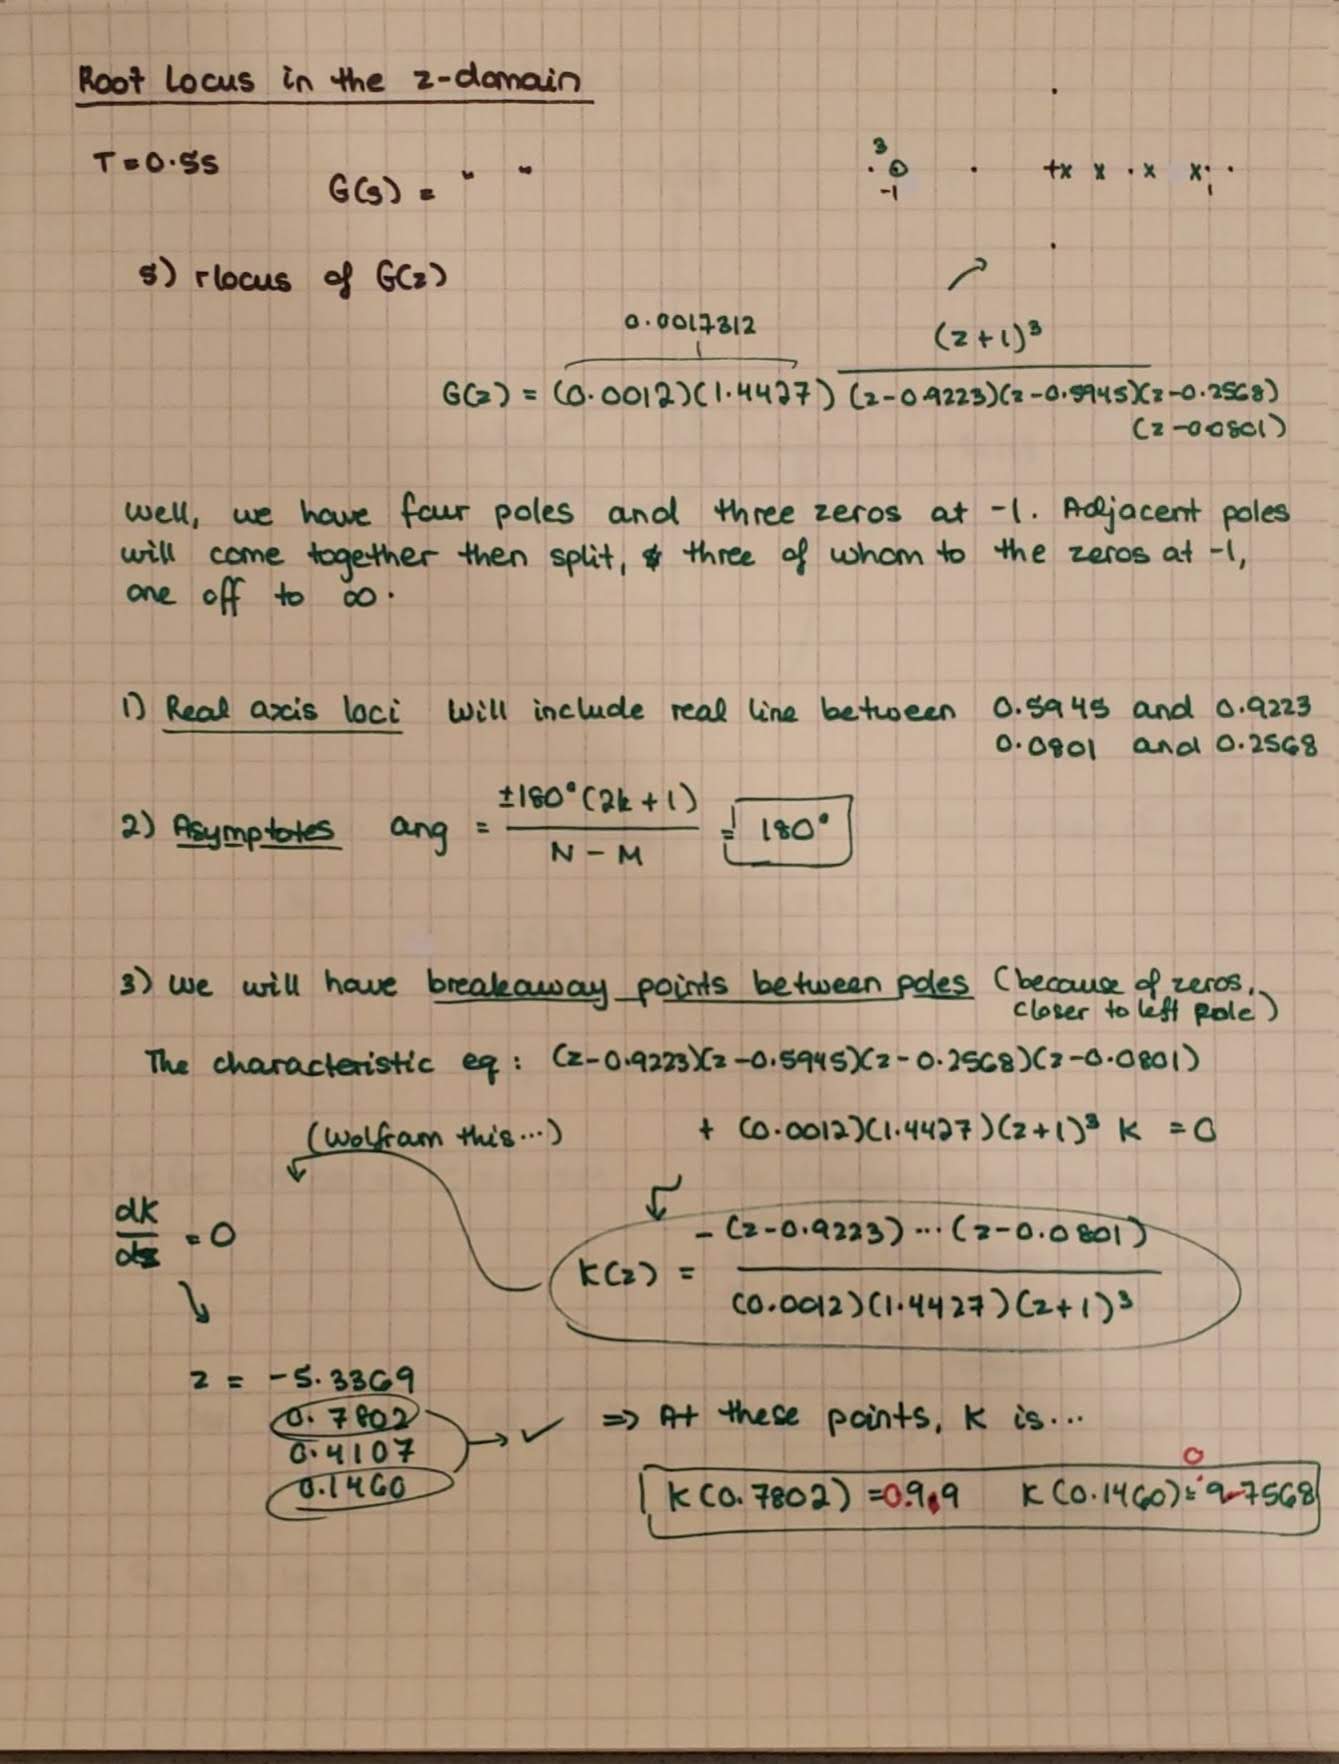 Root Locus in the z-domain
T = 0.5s
G(s) = " "
3
-1
1
5) rlocus of G(z)
0.0017312
(z+1)³
G(z) = (0.0012)(1.4427) (z-0.9223)(z-0.5945)(z-0.2568)
(z-0.0801)
Well, we have four poles and three zeros at -1. Adjacent poles
will come together then split, three of whom to the zeros at -1,
one off to ∞.
1) Real axis loci Will include real line between 0.5945 and 0.9223
0.0801 and 0.2568
2) Asymptotes ang = ±180°(2k+1) / N - M = 180°
3) We will have breakaway points between poles (because of zeros,
closer to left pole)
The characteristic eq: (z-0.9223)(z-0.5945)(z-0.2568)(z-0.0801)
(Wolfram this...) + (0.0012)(1.4427)(z+1)³ K = 0
dK/dz = 0
K(z) = -(z-0.9223)...(z-0.0801) / (0.0012)(1.4427)(z+1)³
z = -5.3369
0.7802
0.4107
0.1460
✓ => At these points, K is...
K(0.7802) = 0.9.9 K(0.1460) = 0.7568